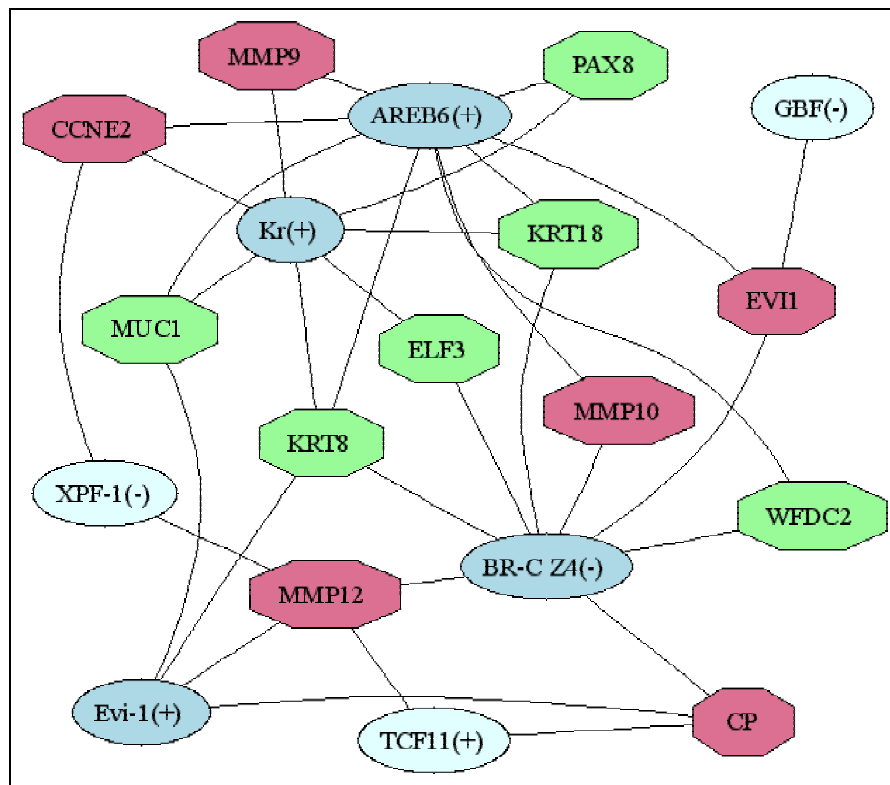 MMP9
PAX8
AREB6(+)
GBF(-)
CCNE2
Kr(+)
KRT18
EVI1
MUC1
ELF3
MMP10
KRT8
XPF-1(-)
WFDC2
BR-C Z4(-)
MMP12
Evi-1(+)
TCF11(+)
CP